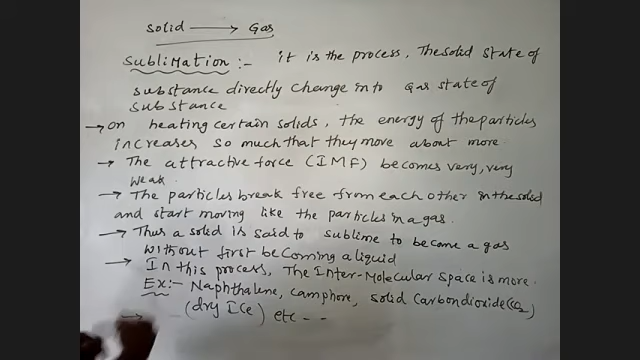 solid ⟶ Gas
Sublimation :- it is the process, The solid state of
substance directly change in to Gas state of
substance
→ on heating certain solids, the energy of the particles
increases so much that they move about more.
→ The attractive force (IMF) becomes very, very
weak.
→ The particles break free from each other in the solid
and start moving like the particles in a gas.
→ Thus a solid is said to sublime to become a gas
without first becoming a liquid
→ In this process, The Inter-Molecular space is more.
Ex:- Naphthalene, camphore, solid Carbondioxide (CO2)
→ (dry Ice) etc - -